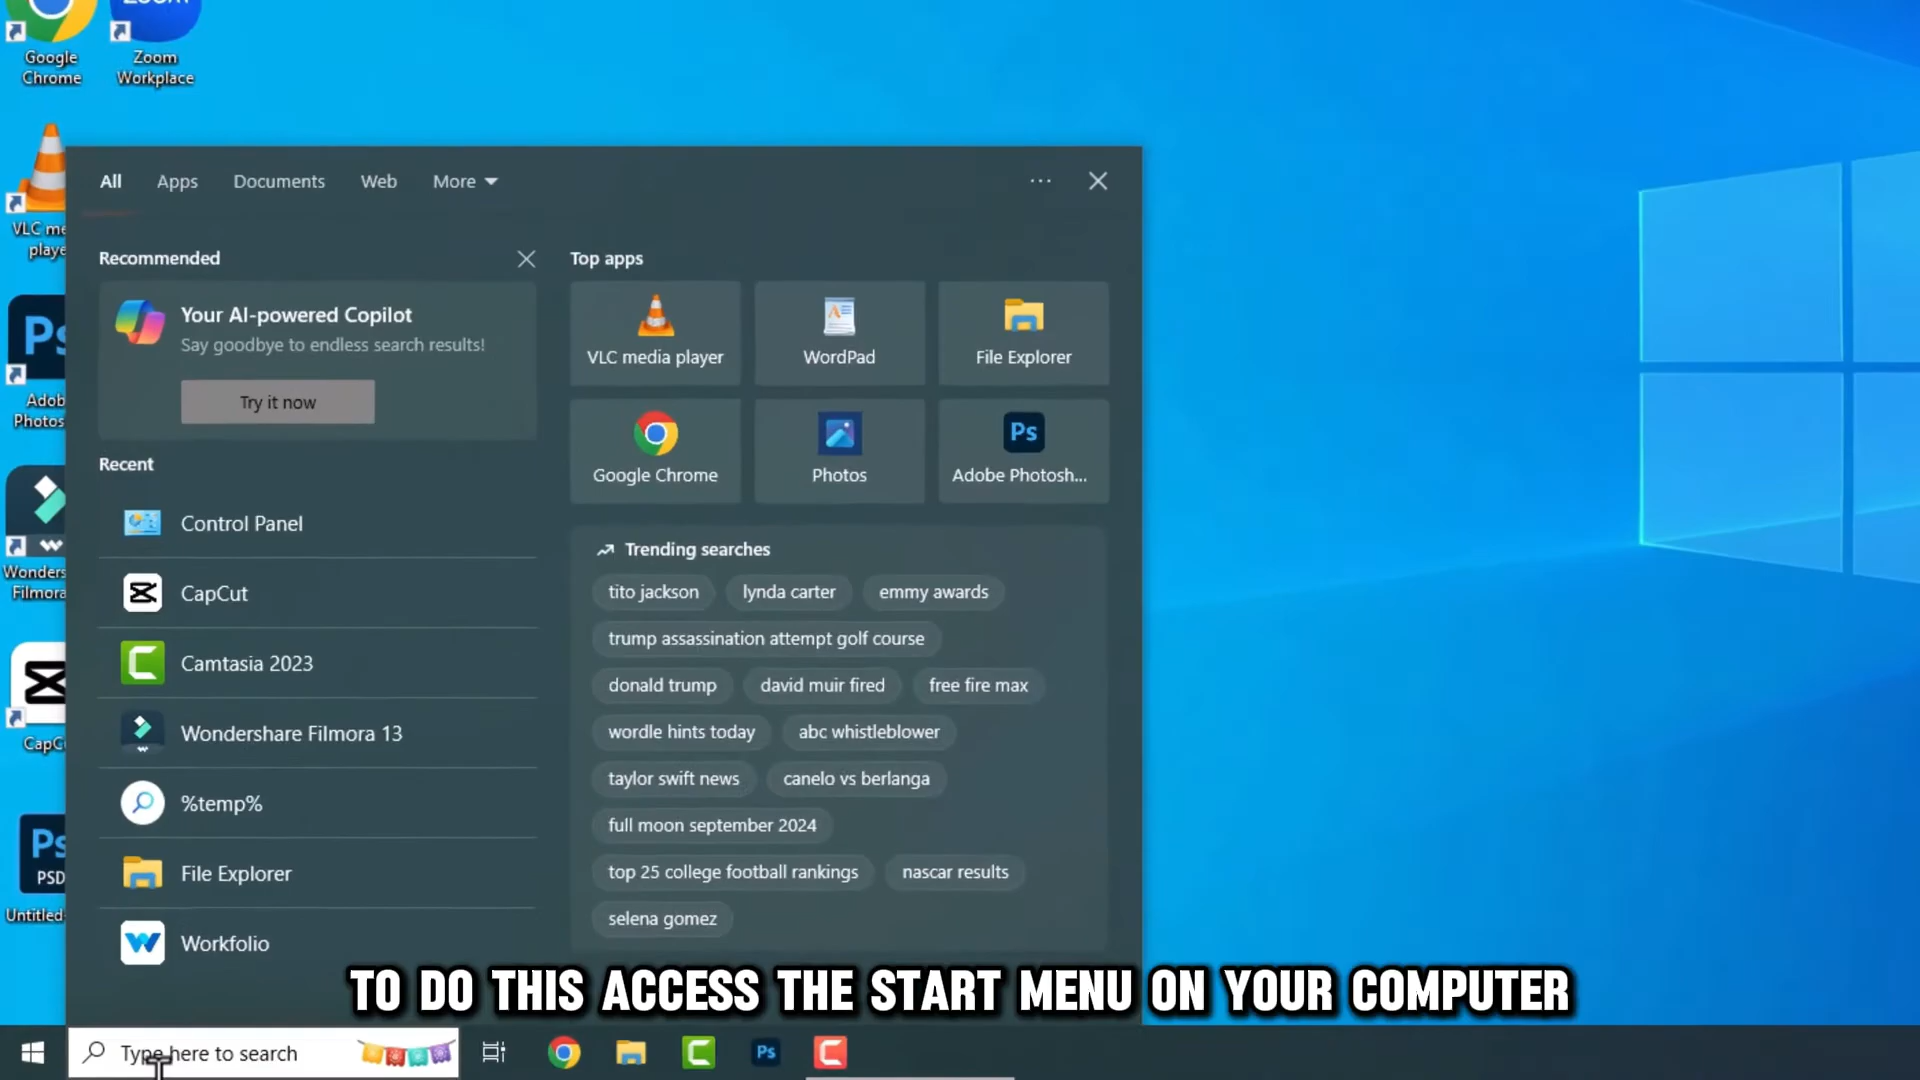 Google
Chrome
ZOOM
Zoom
Workplace
VLC me
playe
Ps
Adob
Photos
Wonders
Filmora
CapC
Ps
PSD
Untitled-
All
Apps
Documents
Web
More
Recommended
Your AI-powered Copilot
Say goodbye to endless search results!
Try it now
Recent
Control Panel
CapCut
Camtasia 2023
Wondershare Filmora 13
%temp%
File Explorer
Workfolio
Top apps
VLC media player
WordPad
File Explorer
Google Chrome
Photos
Ps
Adobe Photosh...
Trending searches
tito jackson
lynda carter
emmy awards
trump assassination attempt golf course
donald trump
david muir fired
free fire max
wordle hints today
abc whistleblower
taylor swift news
canelo vs berlanga
full moon september 2024
top 25 college football rankings
nascar results
selena gomez
TO DO THIS ACCESS THE START MENU ON YOUR COMPUTER
Type here to search
Ps